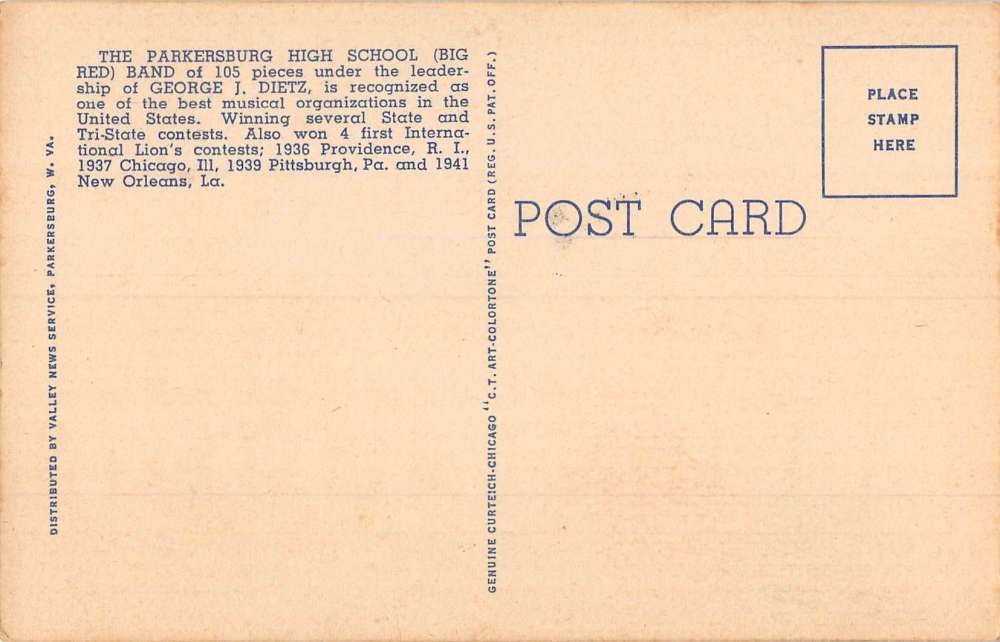 THE PARKERSBURG HIGH SCHOOL (BIG
RED) BAND of 105 pieces under the leader-
ship of GEORGE J. DIETZ, is recognized as
one of the best musical organizations in the
United States. Winning several State and
Tri-State contests. Also won 4 first Interna-
tional Lion's contests; 1936 Providence, R. I.,
1937 Chicago, Ill, 1939 Pittsburgh, Pa. and 1941
New Orleans, La.
DISTRIBUTED BY VALLEY NEWS SERVICE, PARKERSBURG, W. VA.
GENUINE CURTEICH-CHICAGO "C.T. ART-COLORTONE" POST CARD (REG. U.S. PAT. OFF.)
POST CARD
PLACE
STAMP
HERE